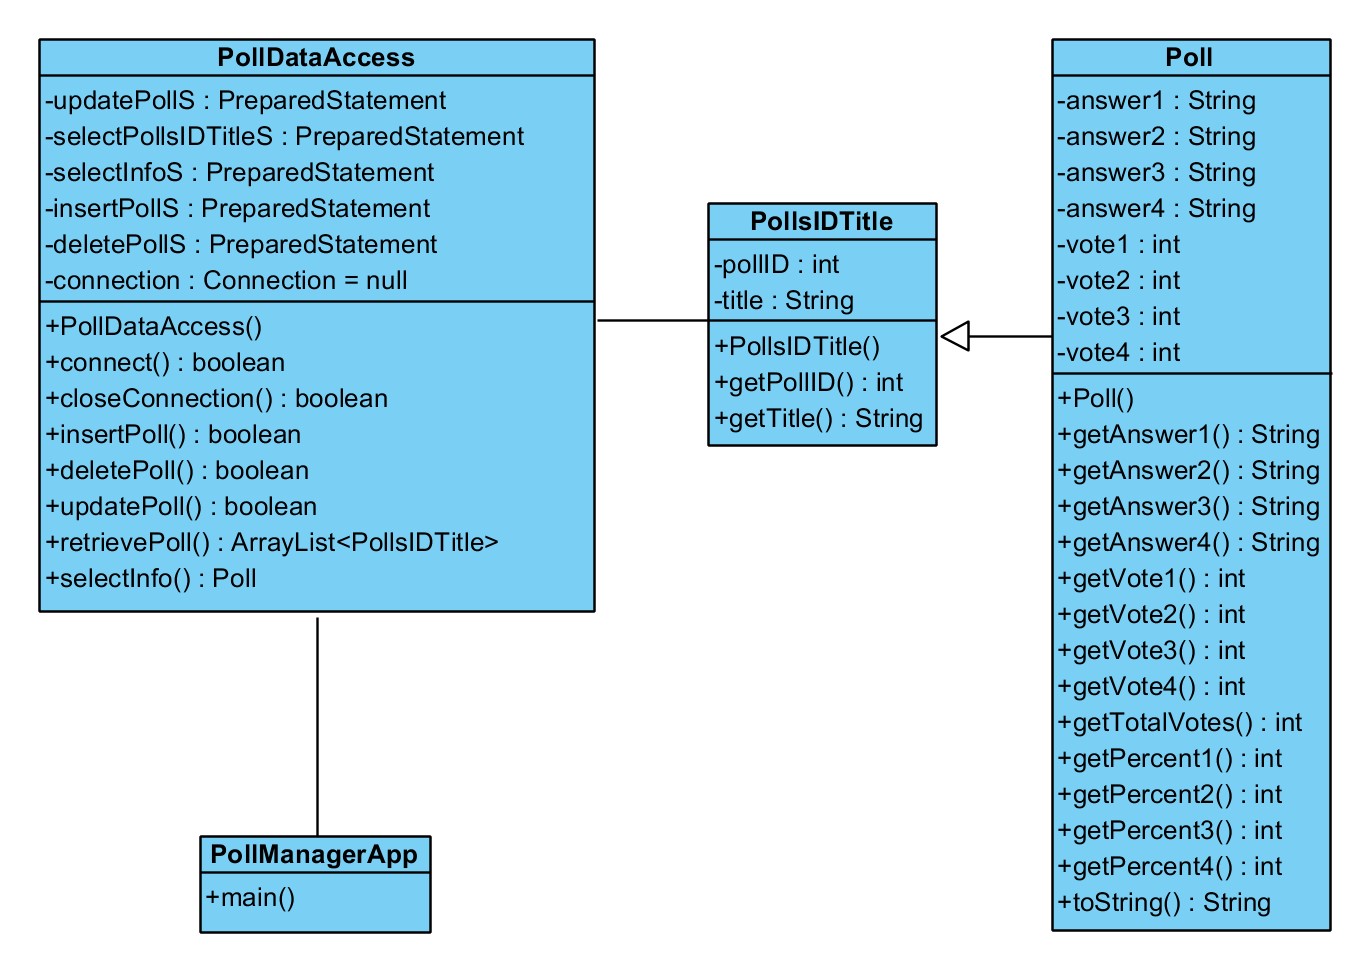 PollDataAccess
-updatePollS : PreparedStatement
-selectPollsIDTitleS : PreparedStatement
-selectInfoS : PreparedStatement
-insertPollS : PreparedStatement
-deletePollS : PreparedStatement
-connection : Connection = null
+PollDataAccess()
+connect() : boolean
+closeConnection() : boolean
+insertPoll() : boolean
+deletePoll() : boolean
+updatePoll() : boolean
+retrievePoll() : ArrayList<PollsIDTitle>
+selectInfo() : Poll
PollsIDTitle
-pollID : int
-title : String
+PollsIDTitle()
+getPollID() : int
+getTitle() : String
Poll
-answer1 : String
-answer2 : String
-answer3 : String
-answer4 : String
-vote1 : int
-vote2 : int
-vote3 : int
-vote4 : int
+Poll()
+getAnswer1() : String
+getAnswer2() : String
+getAnswer3() : String
+getAnswer4() : String
+getVote1() : int
+getVote2() : int
+getVote3() : int
+getVote4() : int
+getTotalVotes() : int
+getPercent1() : int
+getPercent2() : int
+getPercent3() : int
+getPercent4() : int
+toString() : String
PollManagerApp
+main()